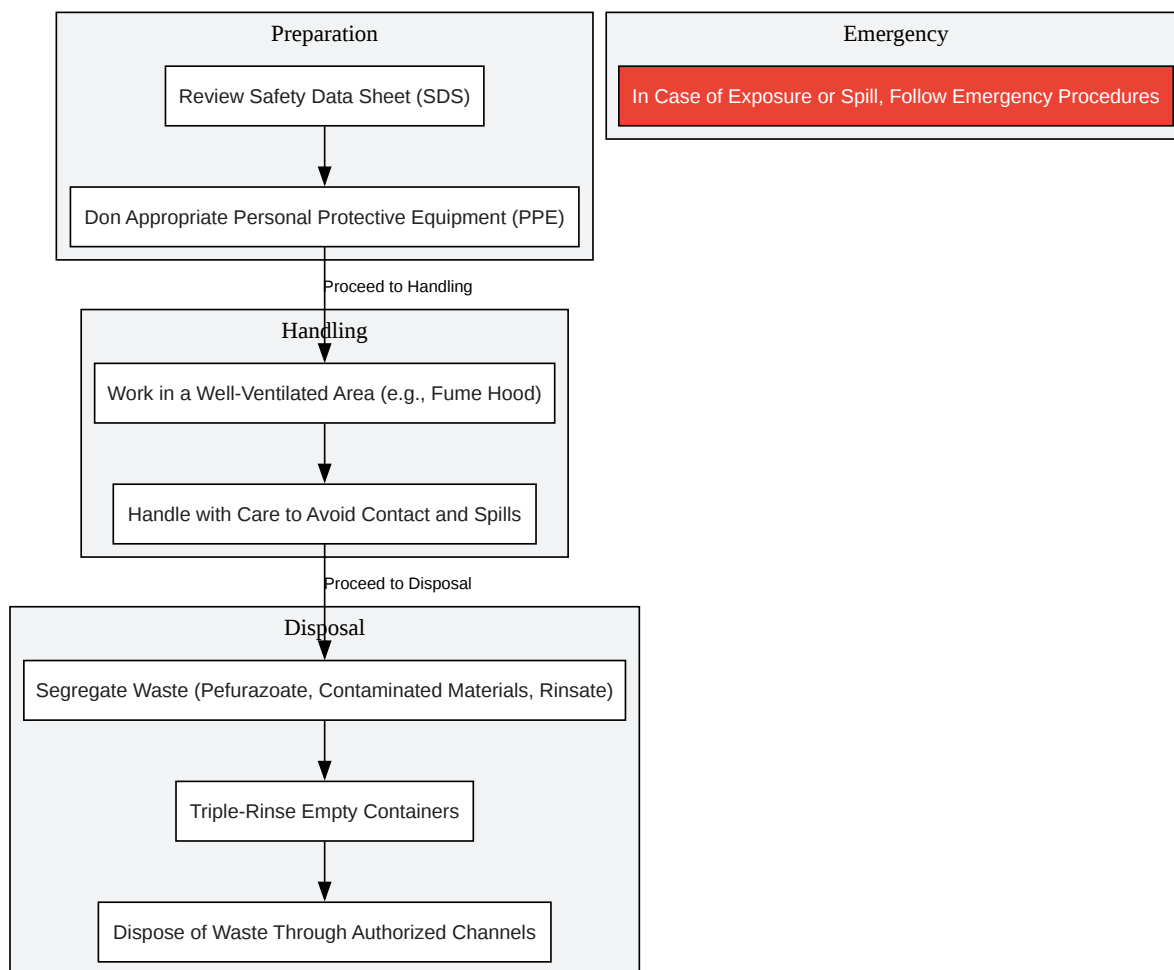 Preparation
Review Safety Data Sheet (SDS)
Don Appropriate Personal Protective Equipment (PPE)
Proceed to Handling
Handling
Work in a Well-Ventilated Area (e.g., Fume Hood)
Handle with Care to Avoid Contact and Spills
Proceed to Disposal
Disposal
Segregate Waste (Pefurazoate, Contaminated Materials, Rinsate)
Triple-Rinse Empty Containers
Dispose of Waste Through Authorized Channels
Emergency
In Case of Exposure or Spill, Follow Emergency Procedures